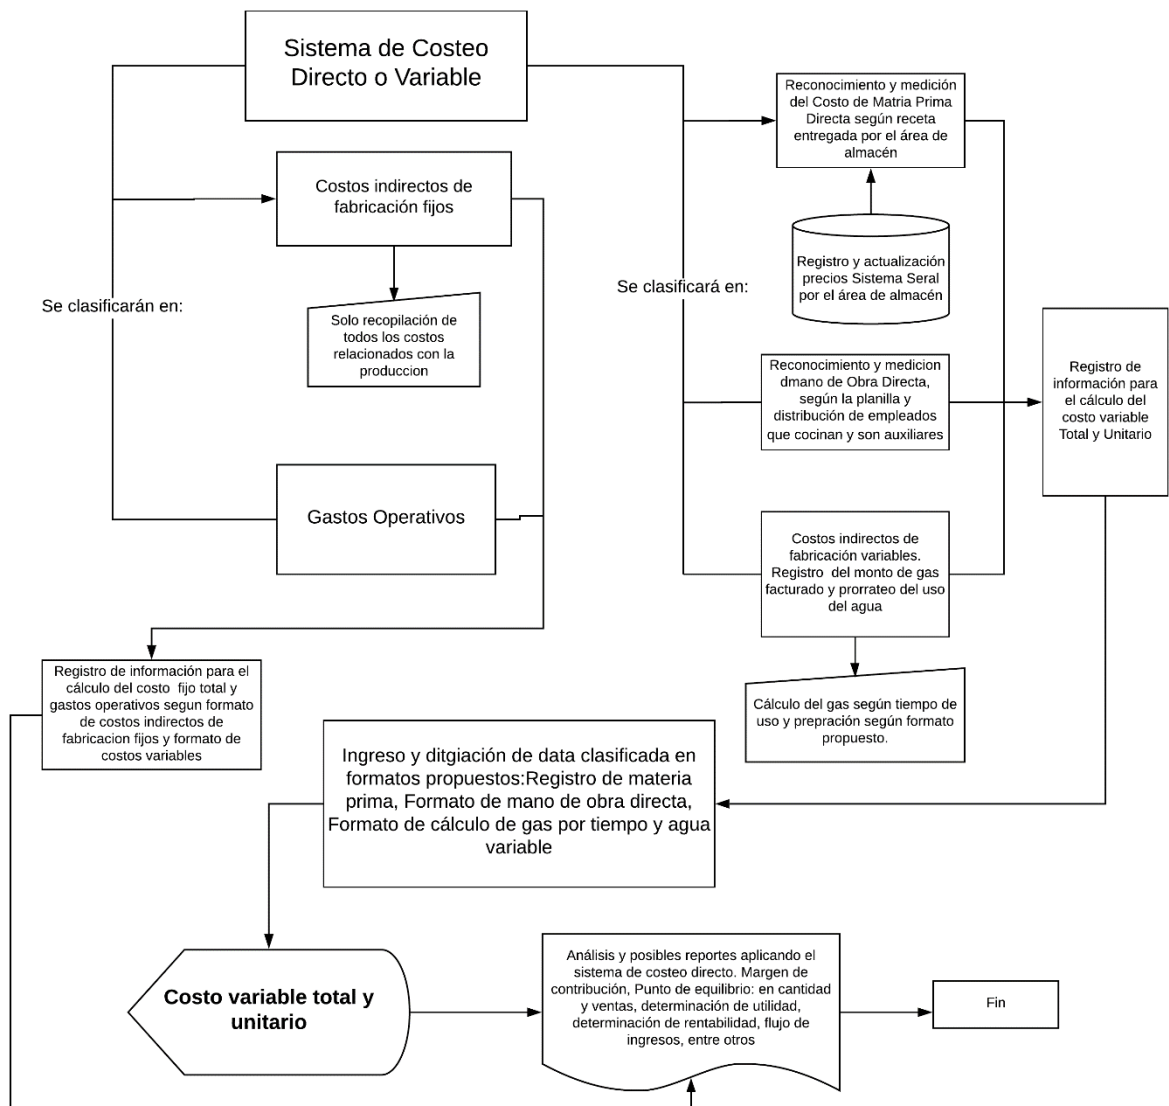 Sistema de Costeo
Directo o Variable
Reconocimiento y medición
del Costo de Matria Prima
Directa según receta
entregada por el área de
almacén
Costos indirectos de
fabricación fijos
Registro y actualización
precios Sistema Seral
por el área de almacén
Se clasificarán en:
Se clasificará en:
Solo recopilación de
todos los costos
relacionados con la
produccion
Reconocimiento y medicion
dmano de Obra Directa,
según la planilla y
distribución de empleados
que cocinan y son auxiliares
Registro de
información para
el cálculo del
costo variable
Total y Unitario
Gastos Operativos
Costos indirectos de
fabricación variables.
Registro del monto de gas
facturado y prorrateo del uso
del agua
Registro de información para el
cálculo del costo fijo total y
gastos operativos segun formato
de costos indirectos de
fabricacion fijos y formato de
costos variables
Cálculo del gas según tiempo de
uso y prepración según formato
propuesto.
Ingreso y ditgiación de data clasificada en
formatos propuestos:Registro de materia
prima, Formato de mano de obra directa,
Formato de cálculo de gas por tiempo y agua
variable
Costo variable total y
unitario
Análisis y posibles reportes aplicando el
sistema de costeo directo. Margen de
contribución, Punto de equilibrio: en cantidad
y ventas, determinación de utilidad,
determinación de rentabilidad, flujo de
ingresos, entre otros
Fin